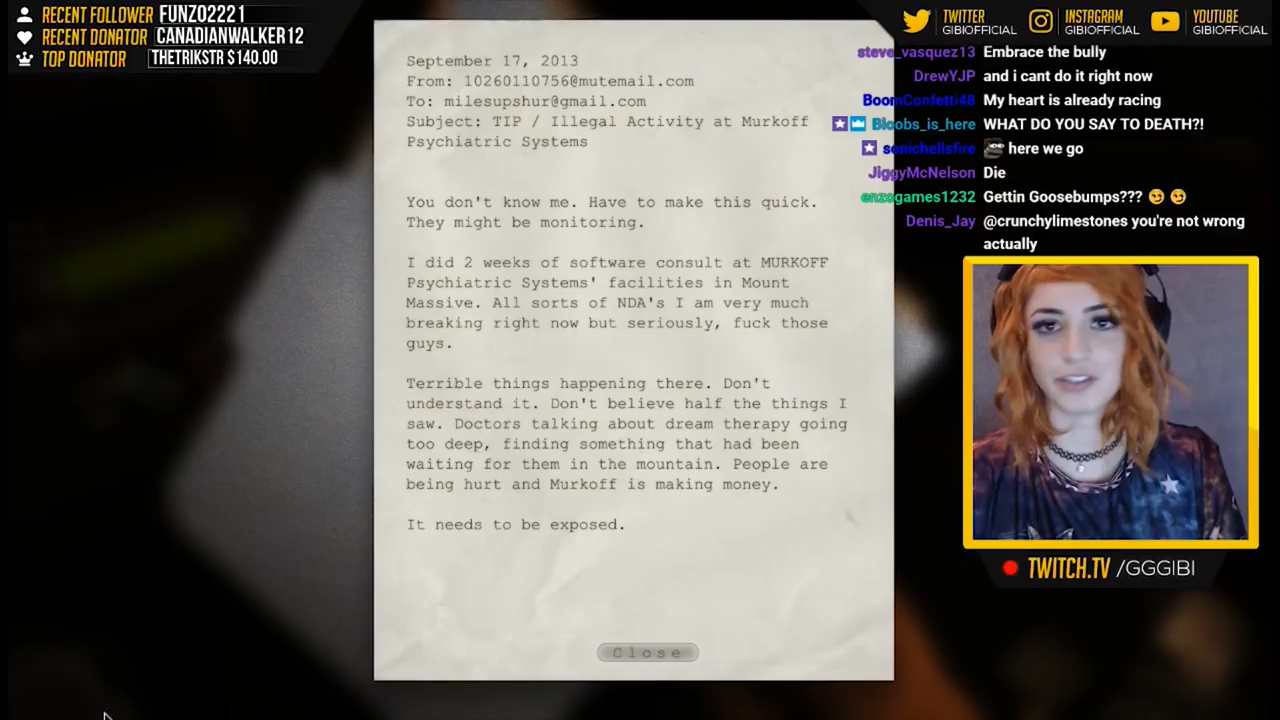 RECENT FOLLOWER FUNZO2221
RECENT DONATOR CANADIANWALKER12
TOP DONATOR THETRIKSTR $140.00
TWITTER
GIBIOFFICIAL
INSTAGRAM
GIBIOFFICIAL
YOUTUBE
GIBIOFFICIAL
September 17, 2013
From: 10260110756@mutemail.com
To: milesupshur@gmail.com
Subject: TIP / Illegal Activity at Murkoff
Psychiatric Systems
You don't know me. Have to make this quick.
They might be monitoring.
I did 2 weeks of software consult at MURKOFF
Psychiatric Systems' facilities in Mount
Massive. All sorts of NDA's I am very much
breaking right now but seriously, fuck those
guys.
Terrible things happening there. Don't
understand it. Don't believe half the things I
saw. Doctors talking about dream therapy going
too deep, finding something that had been
waiting for them in the mountain. People are
being hurt and Murkoff is making money.
It needs to be exposed.
Close
steve_vasquez13 Embrace the bully
DrewYJP and i cant do it right now
BoomConfetti48 My heart is already racing
Bloobs_is_here WHAT DO YOU SAY TO DEATH?!
sonichellsfire here we go
JiggyMcNelson Die
enzogames1232 Gettin Goosebumps??? 😏 😏
Denis_Jay @crunchylimestones you're not wrong
actually
TWITCH.TV /GGGIBI